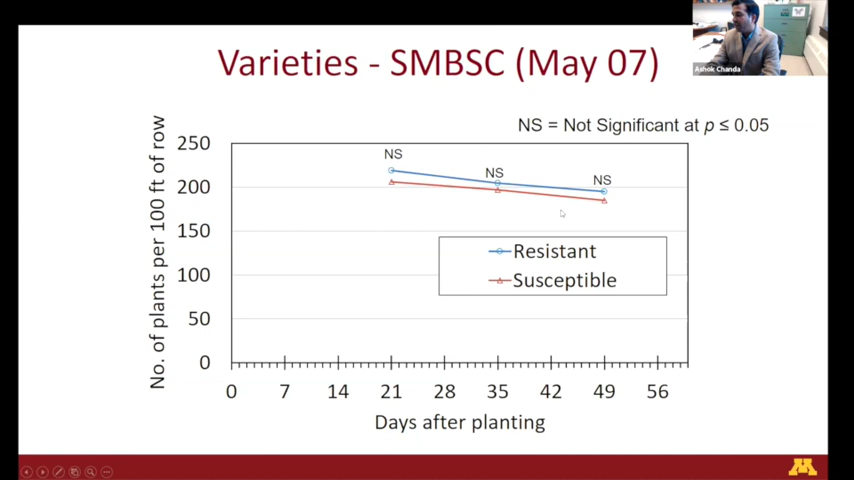 Varieties - SMBSC (May 07)
Ashok Chanda
NS = Not Significant at p ≤ 0.05
No. of plants per 100 ft of row
250
200
150
100
50
0
NS
NS
NS
Resistant
Susceptible
0 7 14 21 28 35 42 49 56
Days after planting
M